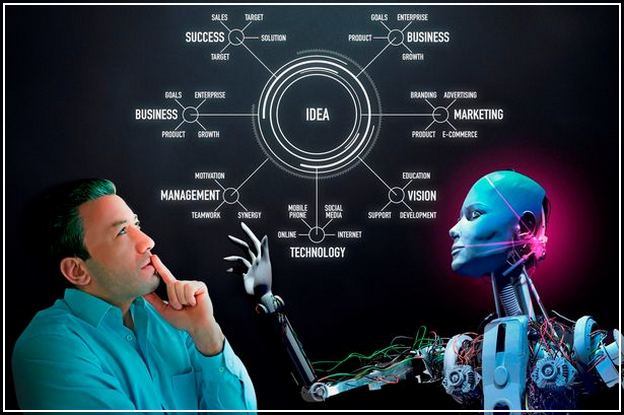 SALES
TARGET
SUCCESS
SOLUTION
TARGET
GOALS
ENTERPRISE
PRODUCT
BUSINESS
GROWTH
GOALS
ENTERPRISE
BUSINESS
PRODUCT
GROWTH
IDEA
BRANDING
ADVERTISING
MARKETING
PRODUCT
E-COMMERCE
MOTIVATION
MANAGEMENT
TEAMWORK
SYNERGY
MOBILE
PHONE
SOCIAL
MEDIA
ONLINE
INTERNET
TECHNOLOGY
EDUCATION
VISION
SUPPORT
DEVELOPMENT